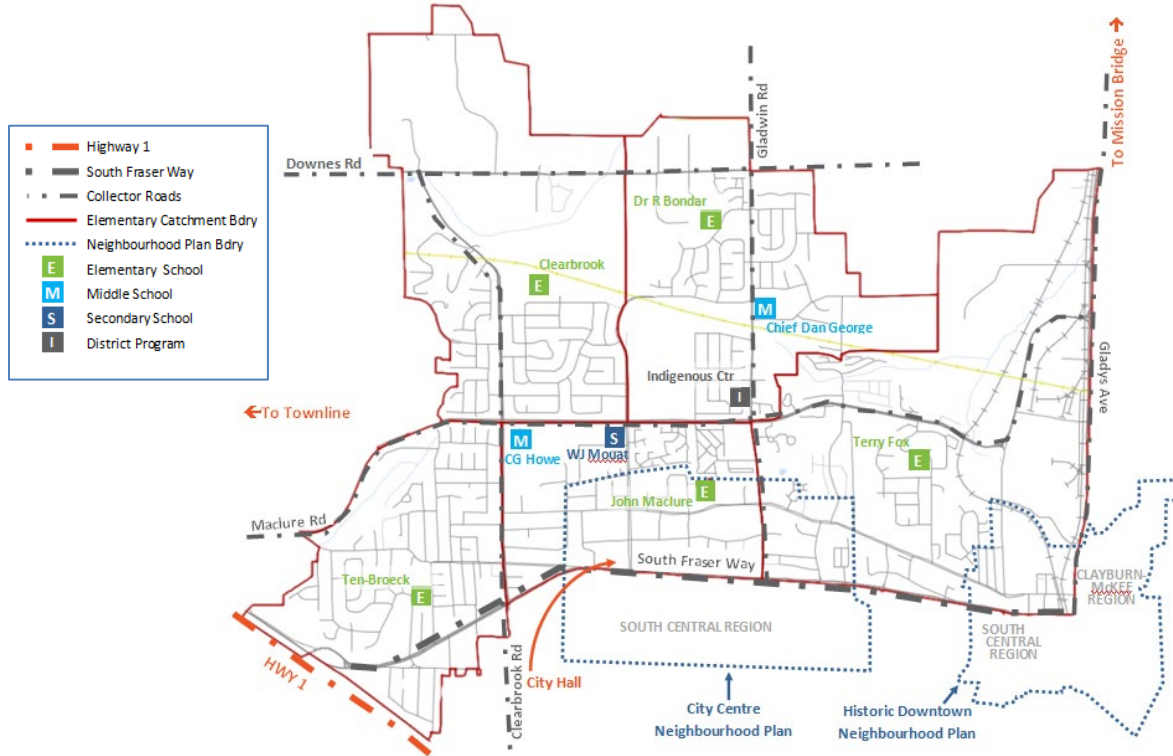 To Mission Bridge →
Gladwin Rd
Highway 1
South Fraser Way
Collector Roads
Elementary Catchment Bdry
Neighbourhood Plan Bdry
E Elementary School
M Middle School
S Secondary School
I District Program
Downes Rd
Dr R Bondar
E
Clearbrook
E
M
Chief Dan George
Gladys Ave
Indigenous Ctr
I
←To Townline
M
CG Howe
S
WJ Mouat
Terry Fox
E
John Maclure
E
Maclure Rd
South Fraser Way
Ten-Broeck
E
CLAYBURN-
McKEE
REGION
SOUTH CENTRAL REGION
SOUTH
CENTRAL
REGION
HWY 1
Clearbrook Rd
City Hall
City Centre
Neighbourhood Plan
Historic Downtown
Neighbourhood Plan